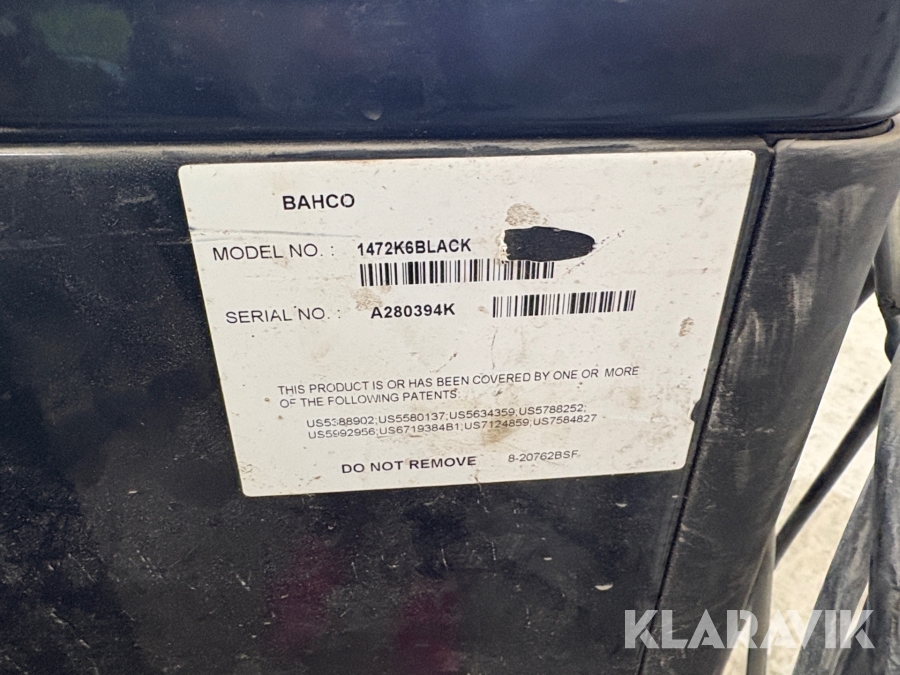 BAHCO
MODEL NO. : 1472K6BLACK
SERIAL NO. : A280394K
THIS PRODUCT IS OR HAS BEEN COVERED BY ONE OR MORE
OF THE FOLLOWING PATENTS:
US5388902;US5580137;US5634359;US5788252;
US5992956;US6719384B1;US7124859;US7584827
DO NOT REMOVE 8-20762BSF
KLARAVIK